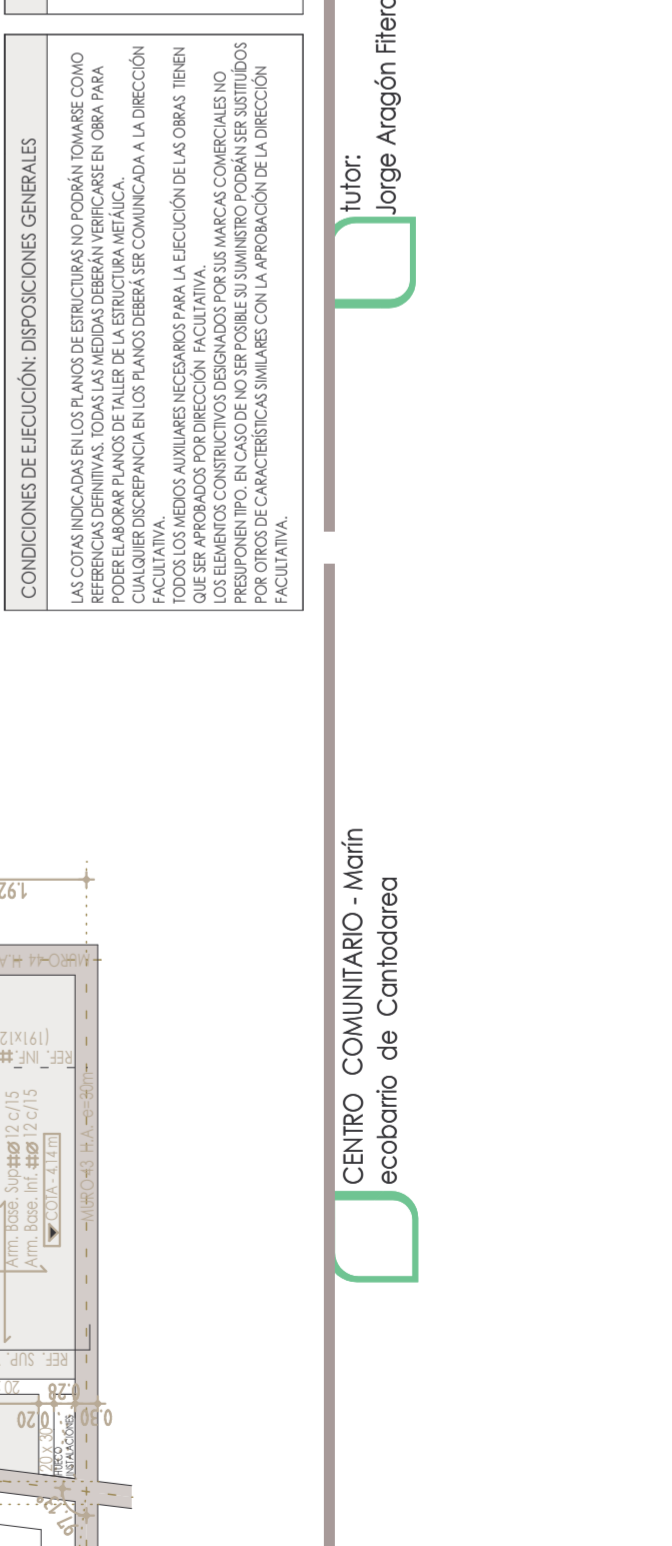 CONDICIONES DE EJECUCIÓN: DISPOSICIONES GENERALES
LAS COTAS INDICADAS EN LOS PLANOS DE ESTRUCTURAS NO PODRÁN TOMARSE COMO
REFERENCIAS DEFINITIVAS. TODAS LAS MEDIDAS DEBERÁN VERIFICARSE EN OBRA PARA
PODER ELABORAR PLANOS DE TALLER DE LA ESTRUCTURA METÁLICA.
CUALQUIER DISCREPANCIA EN LOS PLANOS DEBERÁ SER COMUNICADA A LA DIRECCIÓN
FACULTATIVA.
TODOS LOS MEDIOS AUXILIARES NECESARIOS PARA LA EJECUCIÓN DE LAS OBRAS TIENEN
QUE SER APROBADOS POR DIRECCIÓN FACULTATIVA.
LOS ELEMENTOS CONSTRUCTIVOS DESIGNADOS POR SUS MARCAS COMERCIALES NO
PRESUPONEN TIPO. EN CASO DE NO SER POSIBLE SU SUMINISTRO PODRÁN SER SUSTITUÍDOS
POR OTROS DE CARACTERÍSTICAS SIMILARES CON LA APROBACIÓN DE LA DIRECCIÓN
FACULTATIVA.
tutor:
Jorge Aragón Fitera
CENTRO COMUNITARIO - Marín
ecobarrio de Cantodarea
1.92
MURO 44 H.A.
(191x12
REF. INF.
Arm. Base. Sup#Ø12 c/15
Arm. Base. Inf. #Ø12 c/15
COTA - 4,14 m
MURO 43 H.A. e=30m
REF. SUP.
20
0.28
0.20
0.30
20 x 30
HUECO
INSTALACIONES